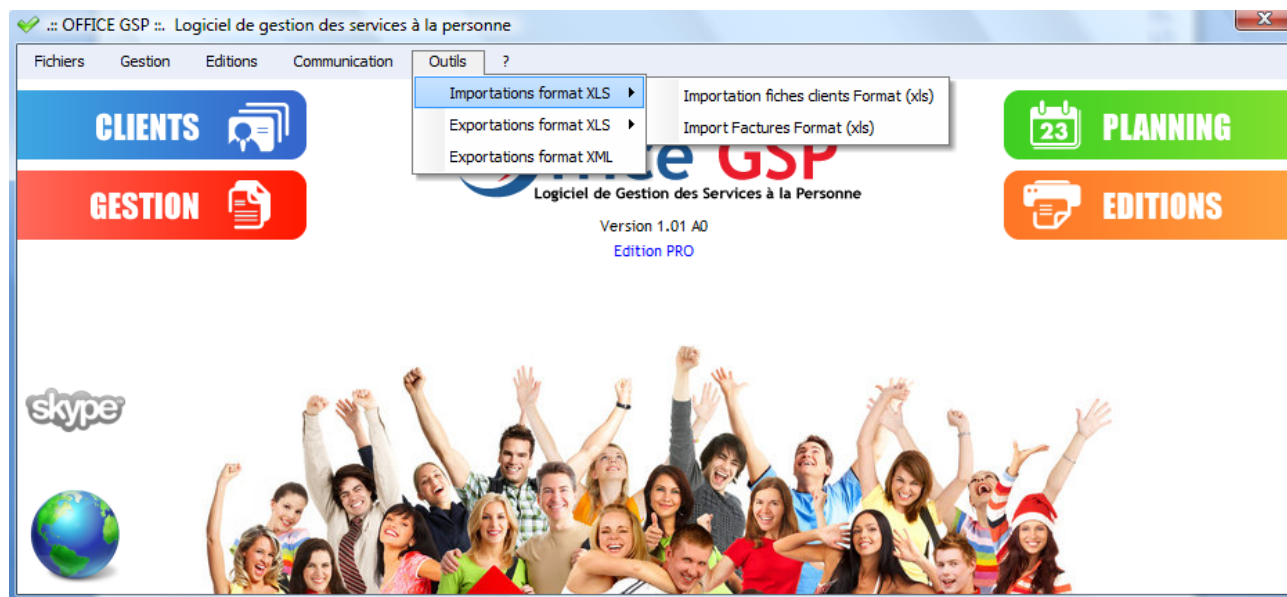 .:: OFFICE GSP ::. Logiciel de gestion des services à la personne
Fichiers Gestion Editions Communication Outils ?
Importations format XLS
Exportations format XLS
Exportations format XML
Importation fiches clients Format (xls)
Import Factures Format (xls)
CLIENTS
GESTION
23 PLANNING
EDITIONS
ffice GSP
Logiciel de Gestion des Services à la Personne
Version 1.01 A0
Edition PRO
skype